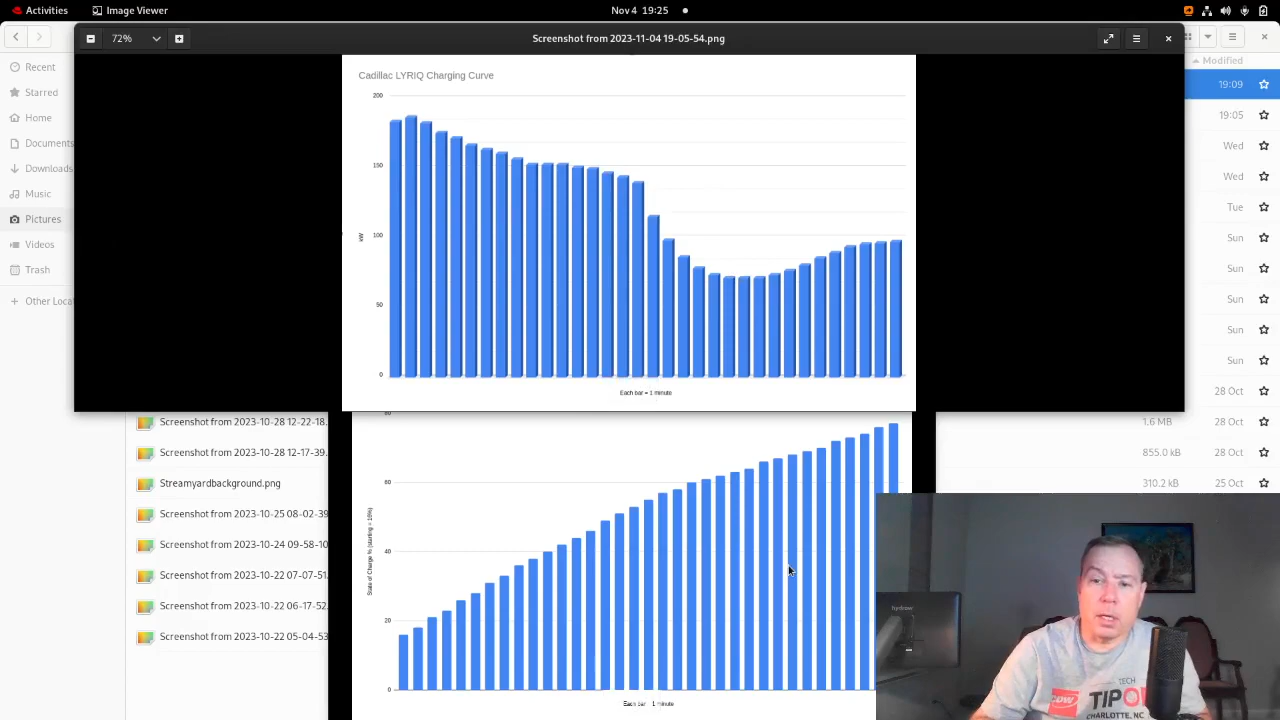 Activities
Image Viewer
Nov 4 19:25
72%
Screenshot from 2023-11-04 19-05-54.png
Recent
Starred
Home
Documents
Downloads
Music
Pictures
Videos
Trash
Other Loca
Modified
19:09
19:05
Wed
Wed
Tue
Sun
Sun
Sun
Sun
Sun
28 Oct
Cadillac LYRIQ Charging Curve
200
150
100
50
0
kW
Each bar = 1 minute
Screenshot from 2023-10-28 12-22-18.
1.6 MB
28 Oct
Screenshot from 2023-10-28 12-17-39.
855.0 kB
28 Oct
Streamyardbackground.png
310.2 kB
25 Oct
Screenshot from 2023-10-25 08-02-39
Screenshot from 2023-10-24 09-58-10
Screenshot from 2023-10-22 07-07-51
Screenshot from 2023-10-22 06-17-52.
Screenshot from 2023-10-22 05-04-53
80
60
40
20
0
State of Charge % (starting = 16%)
Each bar = 1 minute
TECH
TIPO
CHARLOTTE, NC